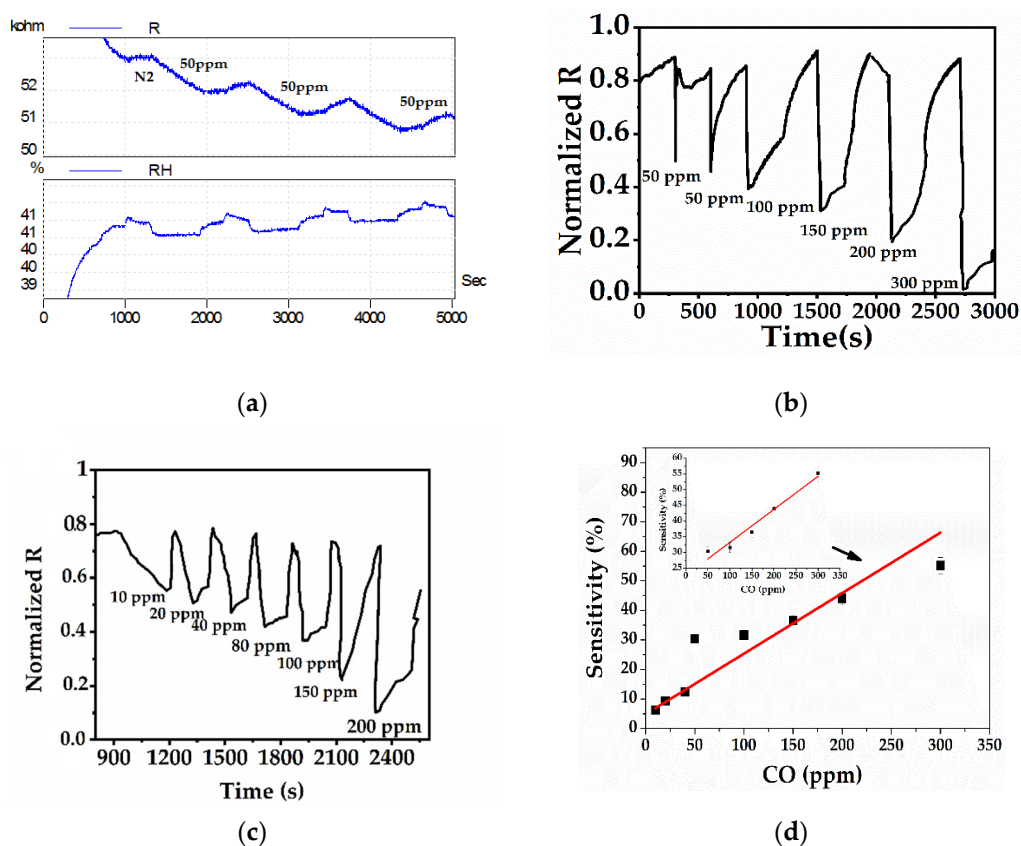 kohm
R
N2
50ppm
50ppm
50ppm
52
51
50
%
RH
41
41
40
40
39
Sec
0
1000
2000
3000
4000
5000
(a)
Normalized R
0.8
0.6
0.4
0.2
0.0
50 ppm
50 ppm
100 ppm
150 ppm
200 ppm
300 ppm
0
500
1000
1500
2000
2500
3000
Time(s)
(b)
Normalized R
1
0.8
0.6
0.4
0.2
0.0
10 ppm
20 ppm
40 ppm
80 ppm
100 ppm
150 ppm
200 ppm
900
1200
1500
1800
2100
2400
Time (s)
(c)
Sensitivity (%)
90
80
70
60
50
40
30
20
10
0
Sensitivity (%)
60
55
50
45
40
35
30
25
0
50
100
150
200
250
300
350
CO (ppm)
0
50
100
150
200
250
300
350
CO (ppm)
(d)